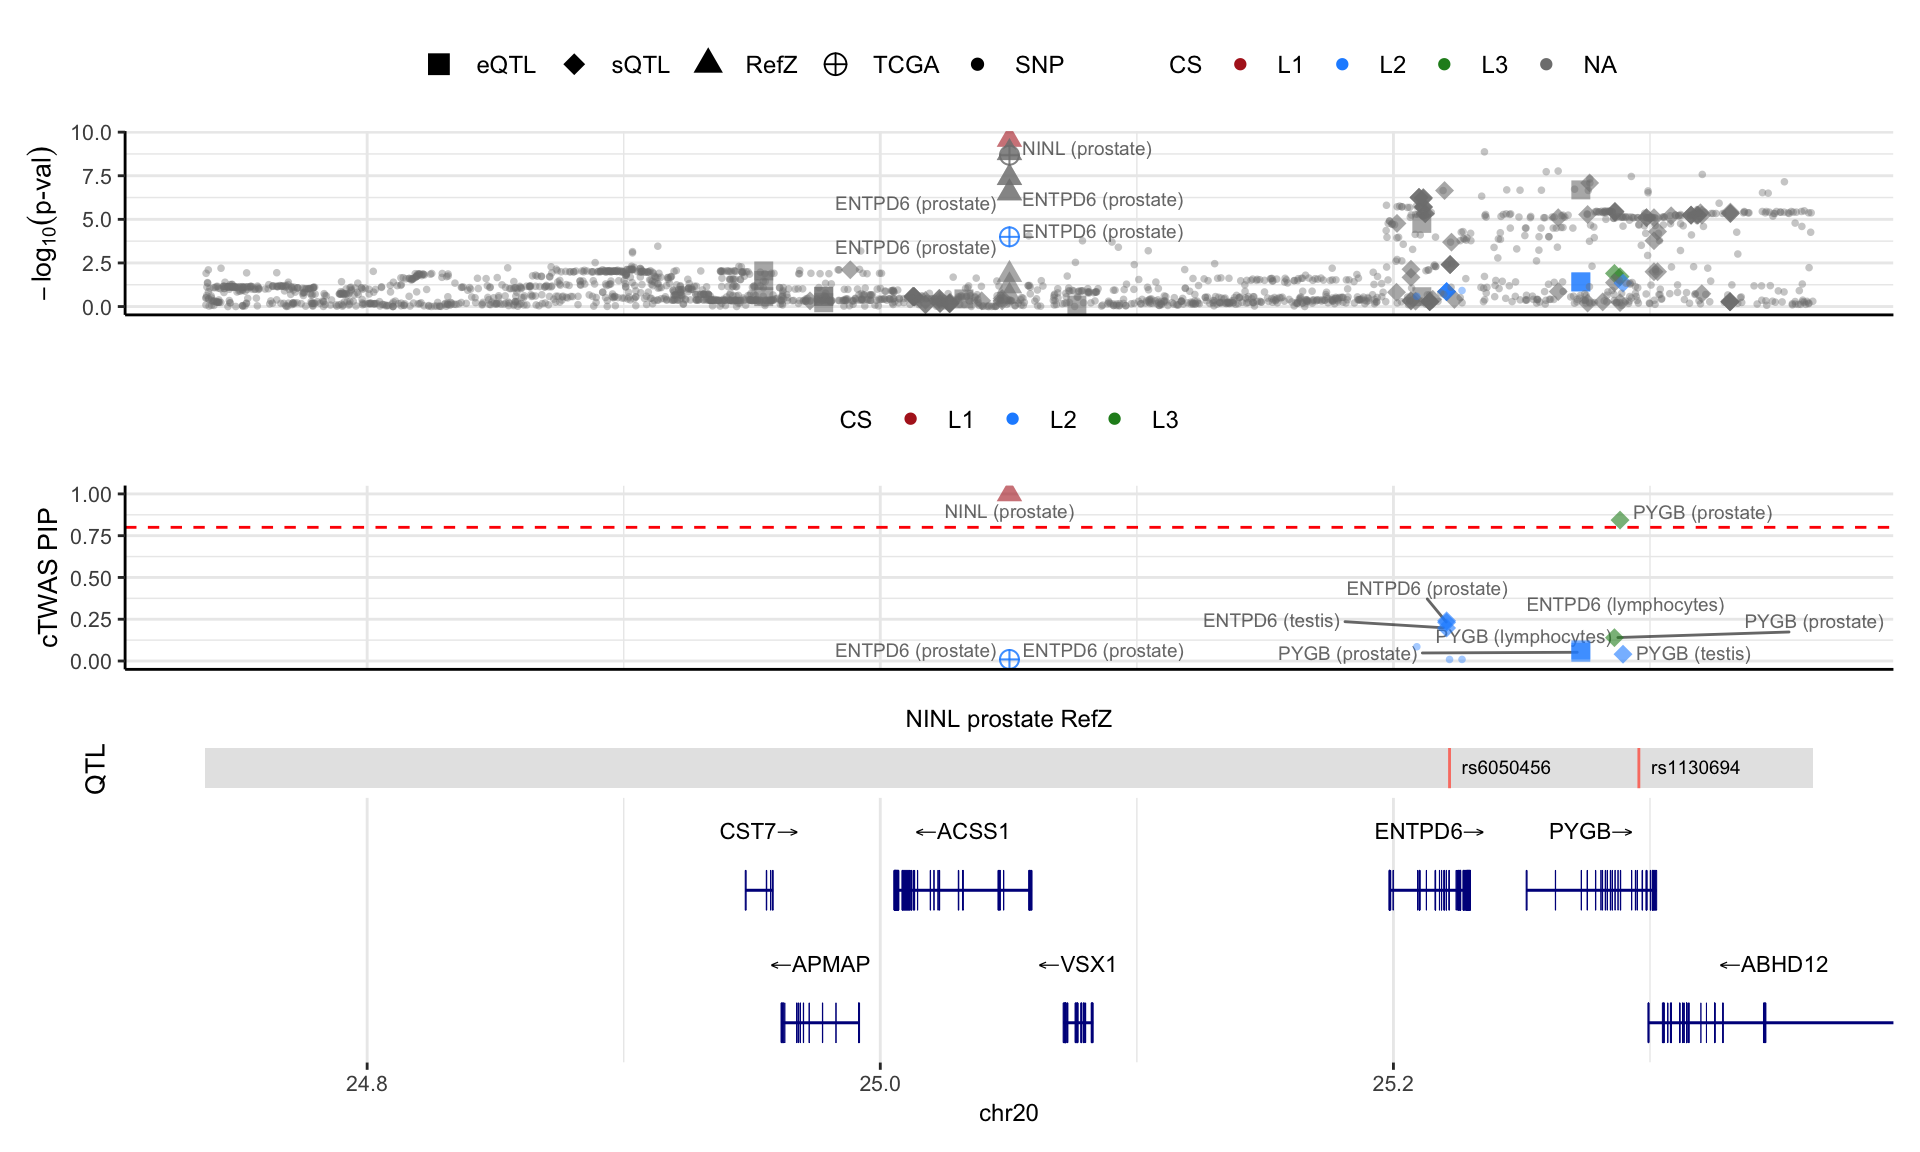 eQTL sQTL RefZ TCGA SNP CS L1 L2 L3 NA
− log10(p-val)
10.0
7.5
5.0
2.5
0.0
NINL (prostate)
ENTPD6 (prostate)
ENTPD6 (prostate)
ENTPD6 (prostate)
ENTPD6 (prostate)
CS L1 L2 L3
cTWAS PIP
1.00
0.75
0.50
0.25
0.00
NINL (prostate)
PYGB (prostate)
ENTPD6 (prostate)
ENTPD6 (lymphocytes)
ENTPD6 (testis)
PYGB (prostate)
PYGB (lymphocytes)
ENTPD6 (prostate)
ENTPD6 (prostate)
PYGB (prostate)
PYGB (testis)
NINL prostate RefZ
QTL
rs6050456
rs1130694
CST7→
←ACSS1
ENTPD6→
PYGB→
←APMAP
←VSX1
←ABHD12
24.8 25.0 25.2
chr20